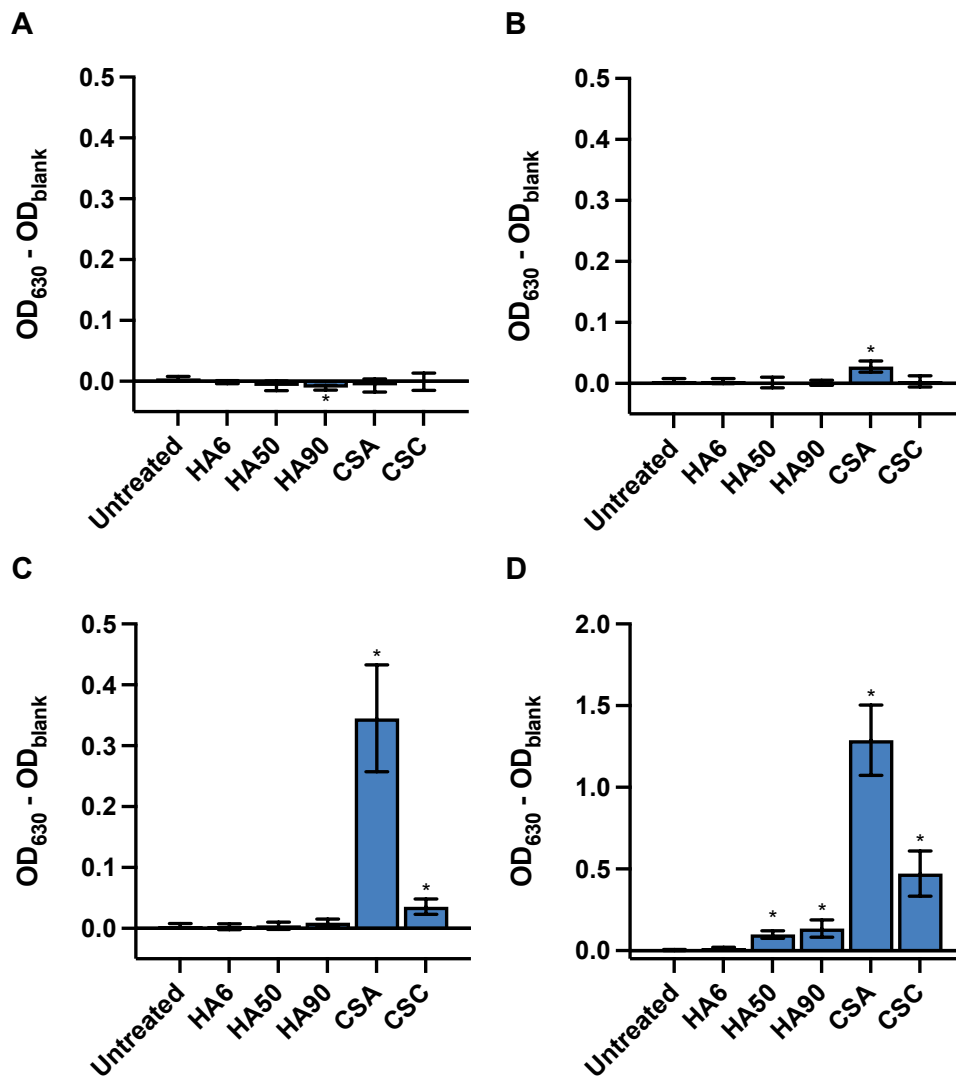 A
0.5
0.4
0.3
0.2
0.1
0.0
OD630 - ODblank
*
Untreated
HA6
HA50
HA90
CSA
CSC
B
0.5
0.4
0.3
0.2
0.1
0.0
OD630 - ODblank
*
Untreated
HA6
HA50
HA90
CSA
CSC
C
0.5
0.4
0.3
0.2
0.1
0.0
OD630 - ODblank
*
*
Untreated
HA6
HA50
HA90
CSA
CSC
D
2.0
1.5
1.0
0.5
0.0
OD630 - ODblank
*
*
*
*
Untreated
HA6
HA50
HA90
CSA
CSC